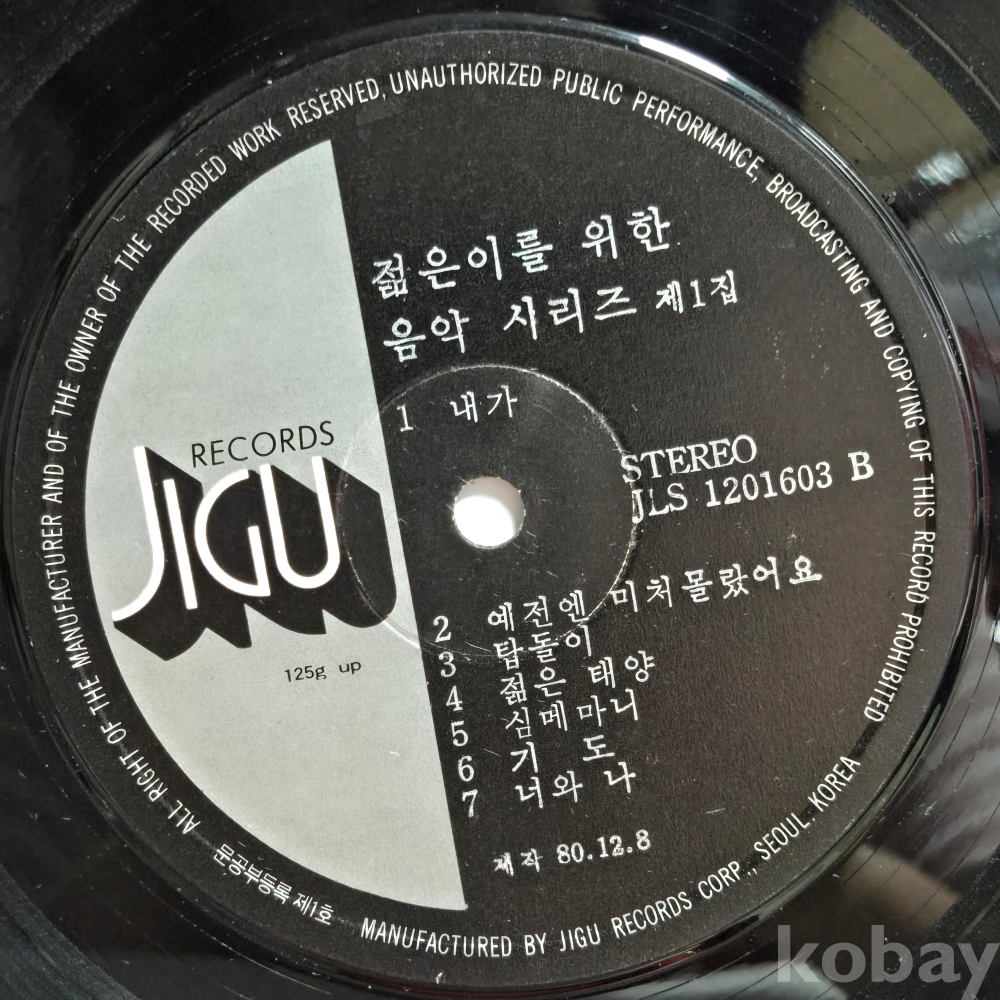 ALL RIGHT OF THE MANUFACTURER AND OF THE OWNER OF THE RECORDED WORK RESERVED, UNAUTHORIZED PUBLIC PERFORMANCE, BROADCASTING AND COPYING OF THIS RECORD PROHIBITED
젊은이를 위한
음악 시리즈 제1집
1 내가
RECORDS
JIGU
STEREO
JLS 1201603 B
125g up
2 예전엔 미처몰랐어요
3 탑돌이
4 젊은 태양
5 심메마니
6 기 도
7 너와 나
제작 80.12.8
문공부등록 제1호
MANUFACTURED BY JIGU RECORDS CORP., SEOUL KOREA
kobay